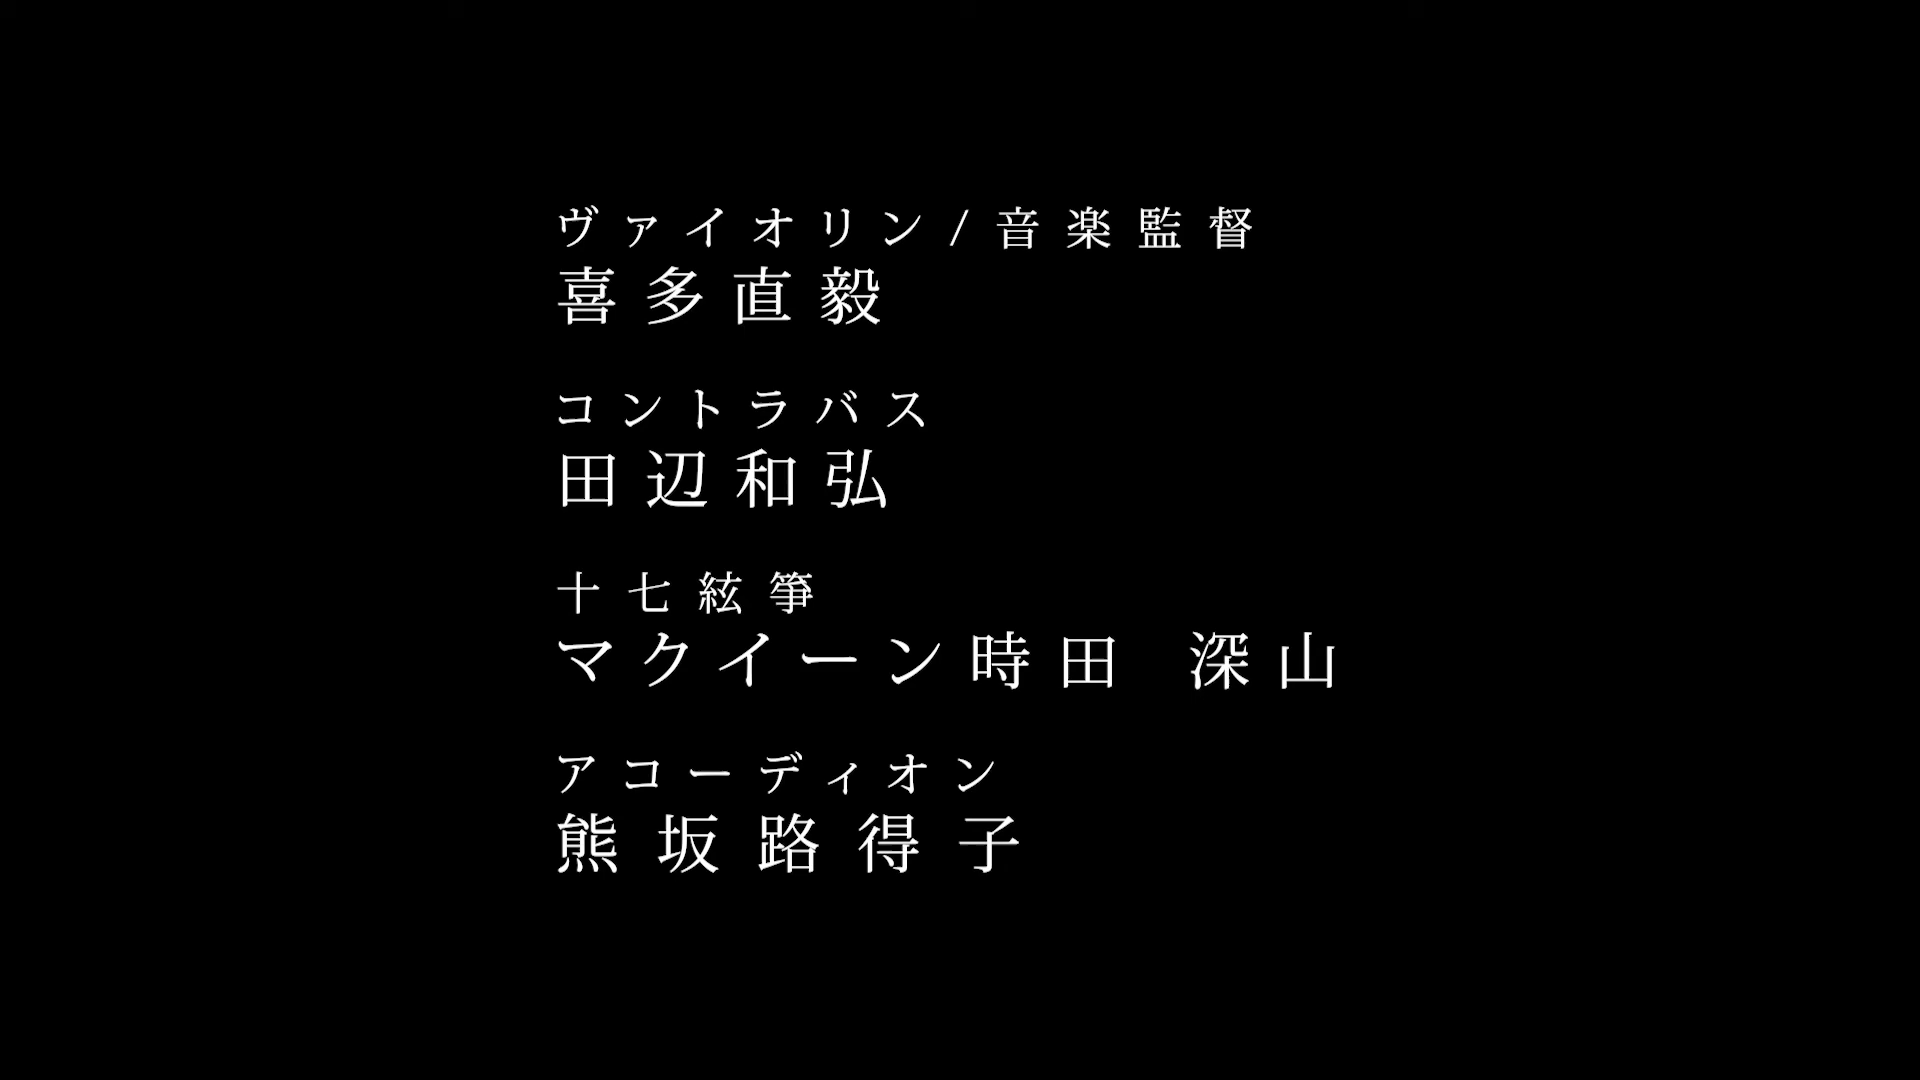 ヴァイオリン/音楽監督
喜多直毅
コントラバス
田辺和弘
十七絃箏
マクイーン時田 深山
アコーディオン
熊坂路得子